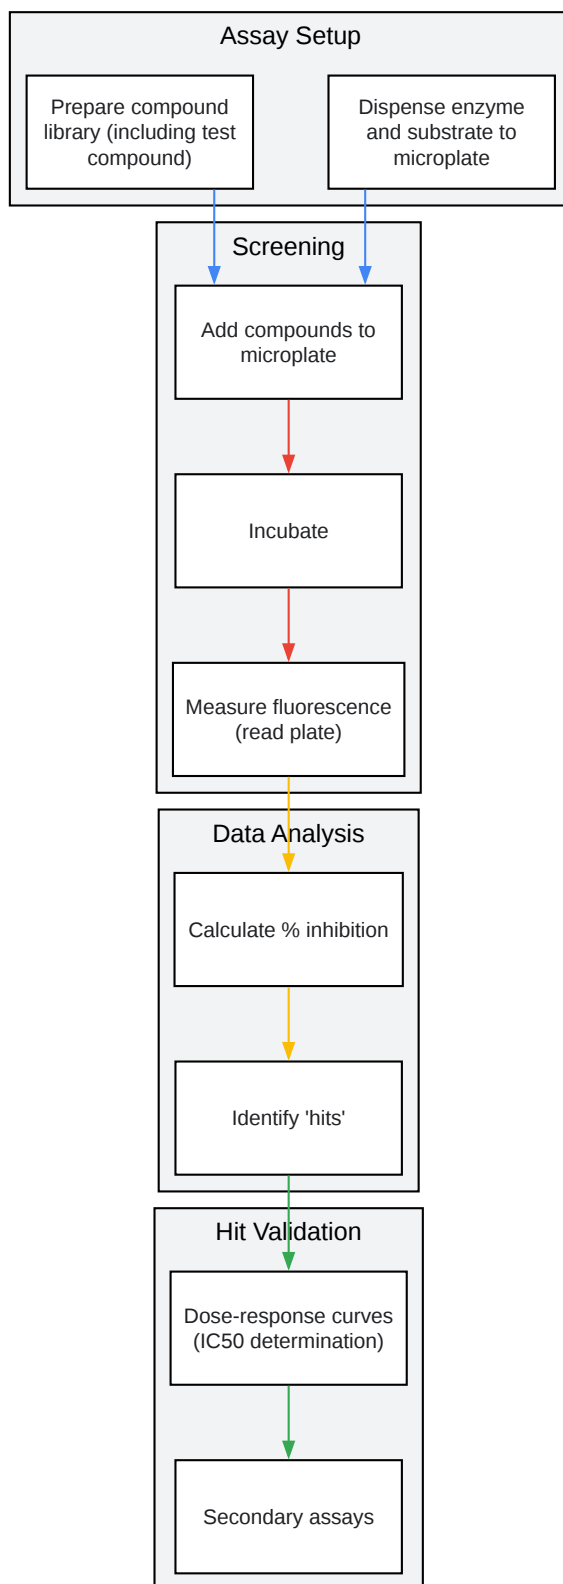 Assay Setup
Prepare compound
library (including test
compound)
Dispense enzyme
and substrate to
microplate
Screening
Add compounds to
microplate
Incubate
Measure fluorescence
(read plate)
Data Analysis
Calculate % inhibition
Identify 'hits'
Hit Validation
Dose-response curves
(IC50 determination)
Secondary assays